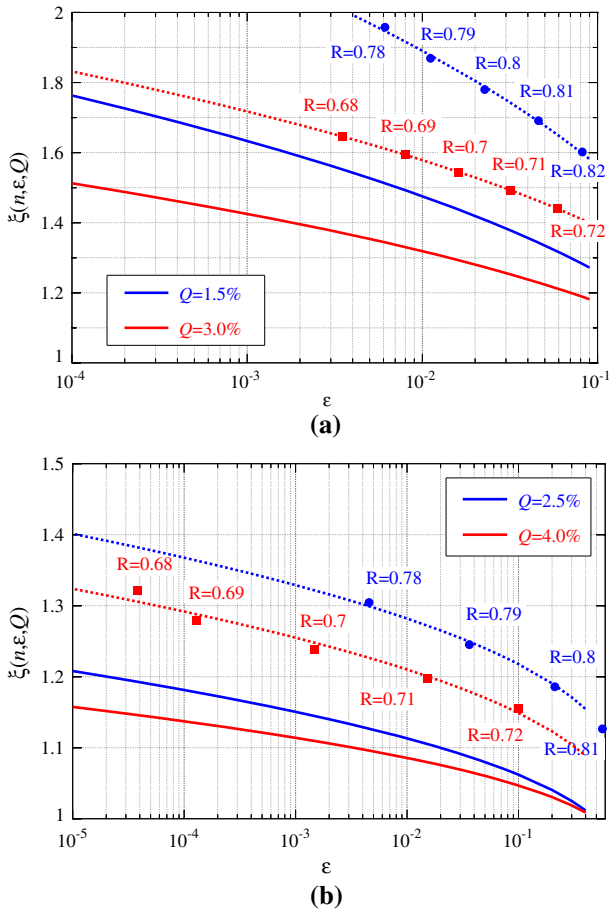 2
1.8
1.6
1.4
1.2
1
ξ(n,ε,Q)
R=0.78
R=0.79
R=0.8
R=0.81
R=0.82
R=0.68
R=0.69
R=0.7
R=0.71
R=0.72
Q=1.5%
Q=3.0%
10-4
10-3
10-2
10-1
ε
(a)
1.5
1.4
1.3
1.2
1.1
1
ξ(n,ε,Q)
Q=2.5%
Q=4.0%
R=0.68
R=0.69
R=0.7
R=0.71
R=0.72
R=0.78
R=0.79
R=0.8
R=0.81
10-5
10-4
10-3
10-2
10-1
ε
(b)